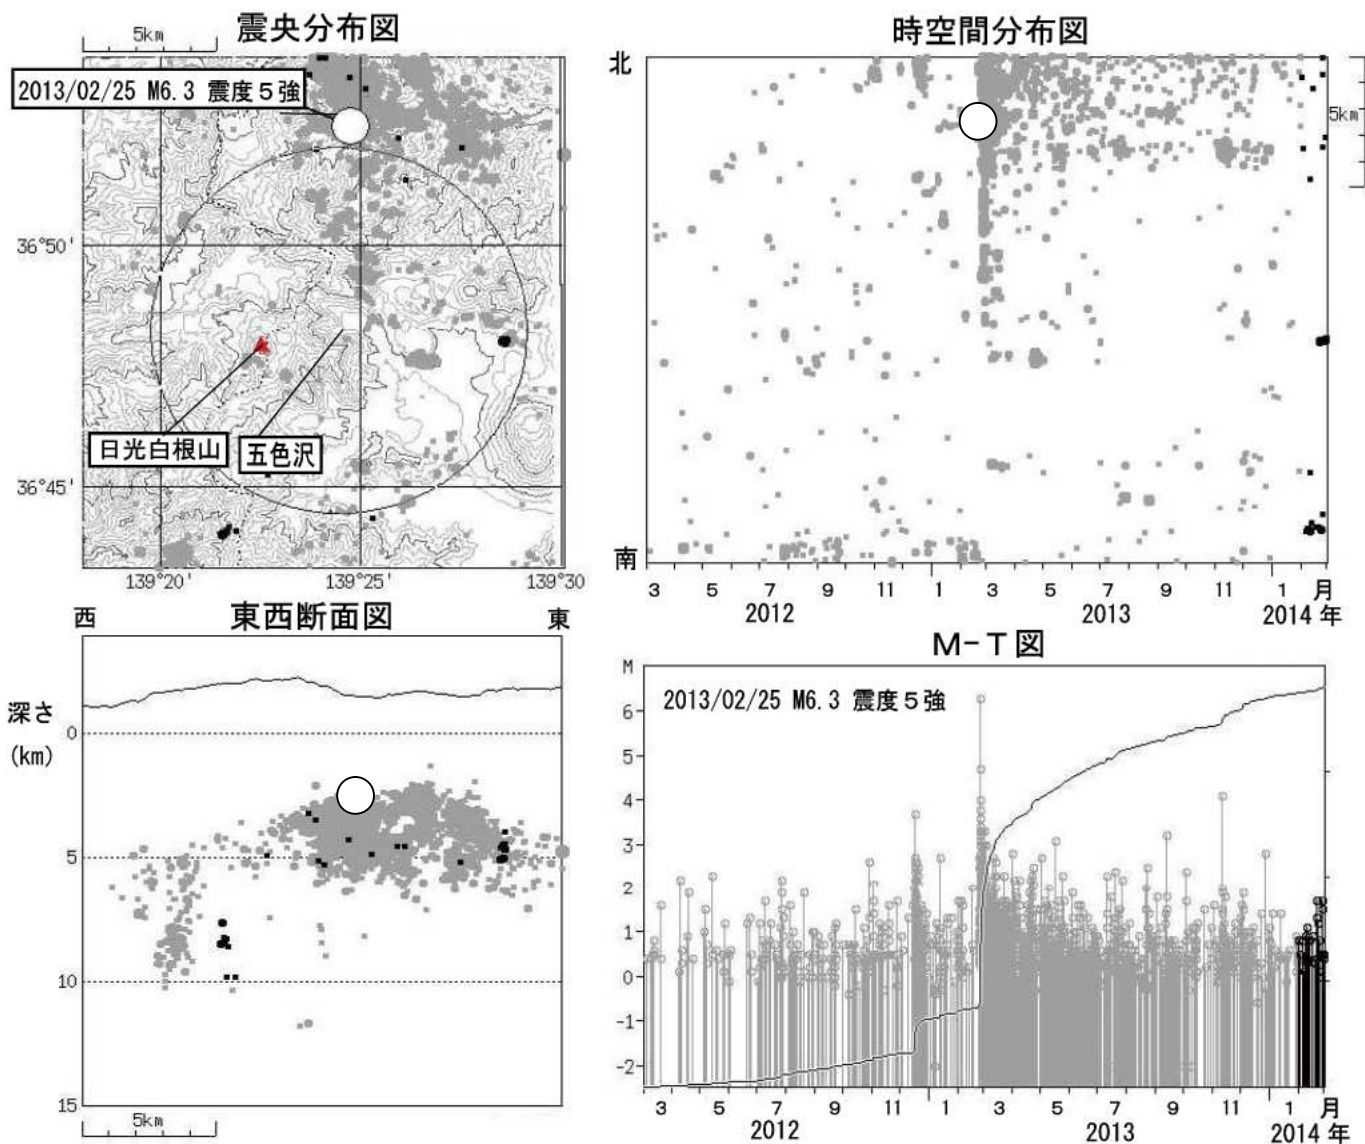 震央分布図
5km
2013/02/25 M6.3 震度5強
36°50'
日光白根山
五色沢
36°45'
139°20'
139°25'
139°30'
時空間分布図
北
5km
南
3 5 7 9 11 1 3 5 7 9 11 1 月
2012 2013 2014 年
東西断面図
西
東
深さ
(km)
0
5
10
15
5km
M-T図
M
2013/02/25 M6.3 震度5強
6
5
4
3
2
1
0
-1
-2
3 5 7 9 11 1 3 5 7 9 11 1 月
2012 2013 2014 年